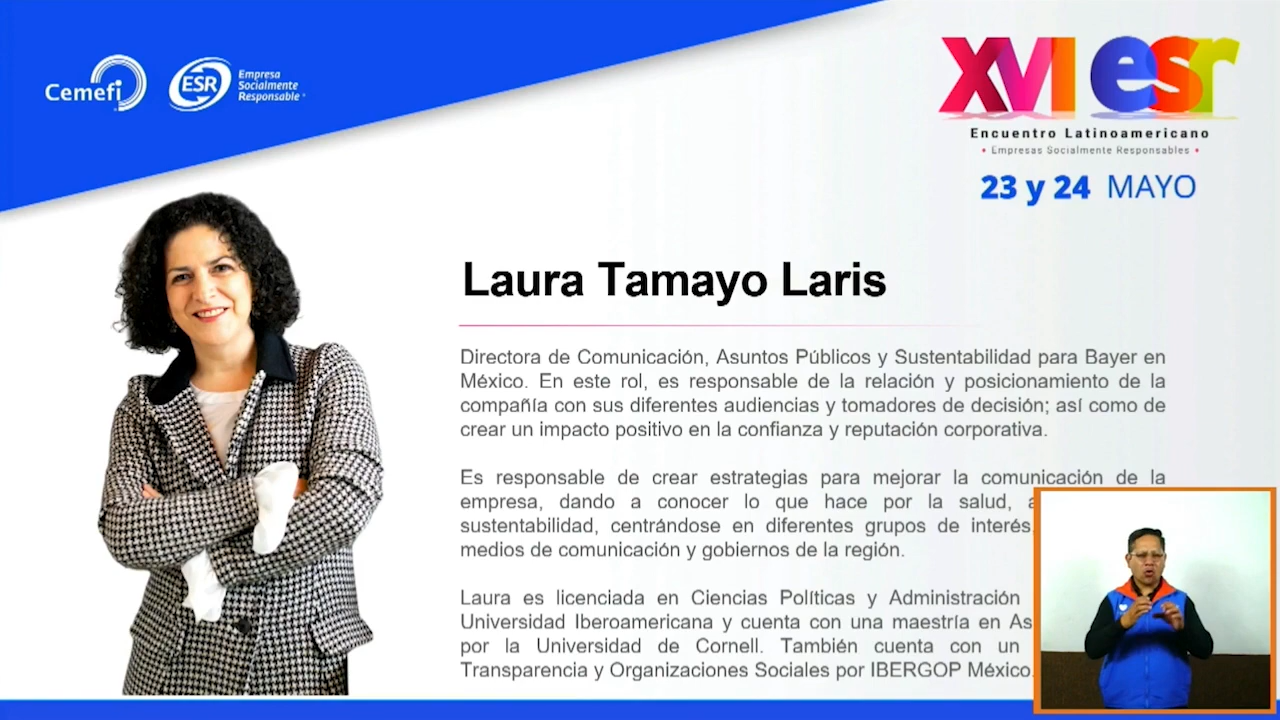 Cemefi
ESR
Empresa
Socialmente
Responsable
XVI esr
Encuentro Latinoamericano
• Empresas Socialmente Responsables •
23 y 24 MAYO
Laura Tamayo Laris
Directora de Comunicación, Asuntos Públicos y Sustentabilidad para Bayer en
México. En este rol, es responsable de la relación y posicionamiento de la
compañía con sus diferentes audiencias y tomadores de decisión; así como de
crear un impacto positivo en la confianza y reputación corporativa.
Es responsable de crear estrategias para mejorar la comunicación de la
empresa, dando a conocer lo que hace por la salud,
sustentabilidad, centrándose en diferentes grupos de interés,
medios de comunicación y gobiernos de la región.
Laura es licenciada en Ciencias Políticas y Administración
Universidad Iberoamericana y cuenta con una maestría en
por la Universidad de Cornell. También cuenta con un
Transparencia y Organizaciones Sociales por IBERGOP México.